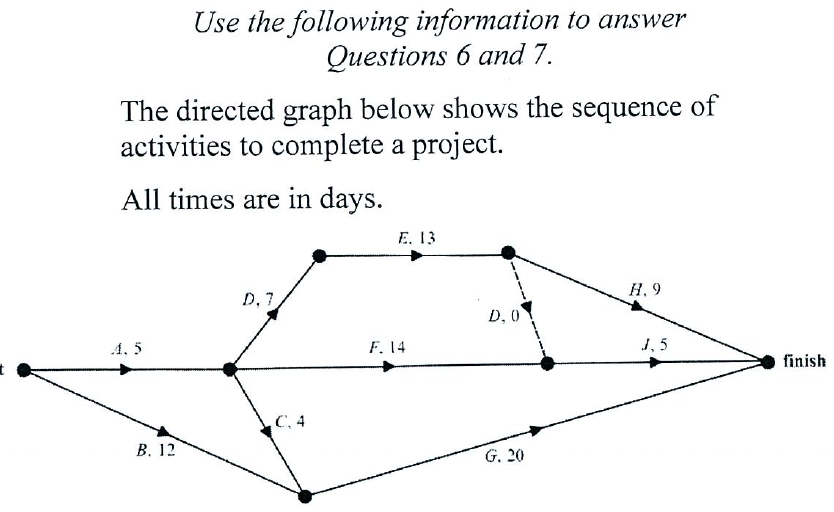 Use the following information to answer
Questions 6 and 7.
The directed graph below shows the sequence of
activities to complete a project.
All times are in days.
E, 13
D, 7
H, 9
D, 0
A, 5
F, 14
J, 5
t
finish
C, 4
B, 12
G, 20